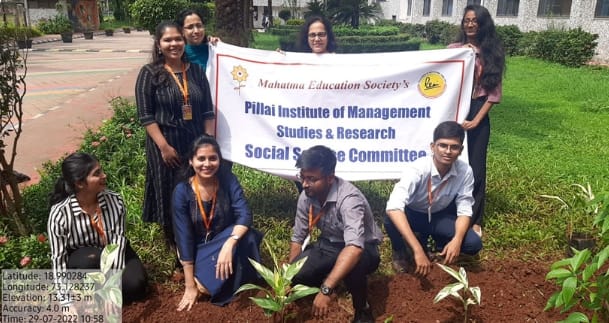 Mahatma Education Society's
Pillai Institute of Management
Studies & Research
Social Committee
Latitude: 18.990284
Longitude: 73.128237
Elevation: 13.31±3 m
Accuracy: 4.0 m
Time: 29-07-2022 10:58